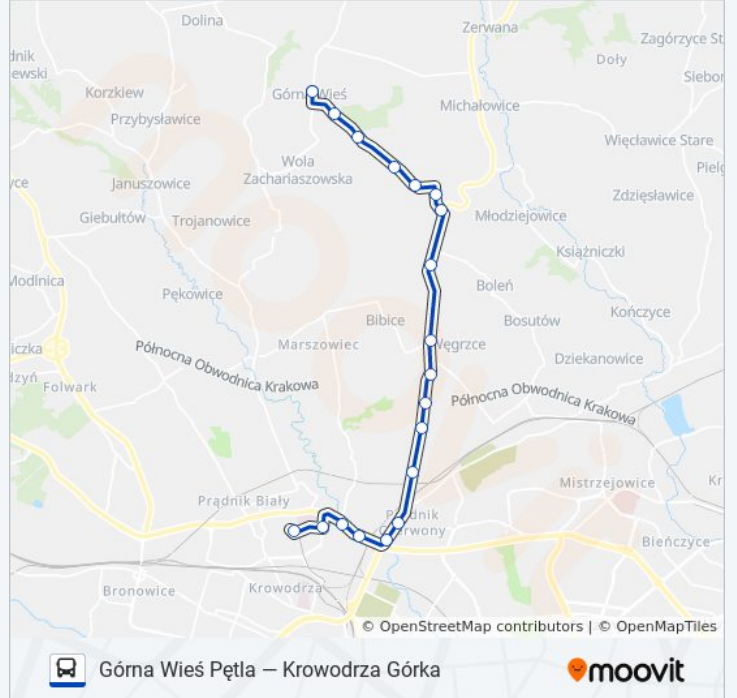 Dolina
Zerwana
Zagórzyce St
dnik
ewski
Doły
Siebor
Korzkiew
Górna Wieś
Michałowice
Przybysławice
Więcławice Stare
Wola
Zachariaszowska
yce
Januszowice
Zdzięsławice
Giebułtów
Trojanowice
Młodziejowice
Książniczki
Modlnica
Pękowice
Boleń
Kończyce
Bibice
Bosutów
iczka
Północna Obwodnica Krakowa
Marszowiec
Węgrzce
Dziekanowice
dzyń
Folwark
Północna Obwodnica Krakowa
Mistrzejowice
Kr
Prądnik Biały
Prądnik
Czerwony
Bieńczyce
Bronowice
Krowodrza
© OpenStreetMap contributors | © OpenMapTiles
Górna Wieś Pętla — Krowodrza Górka
moovit